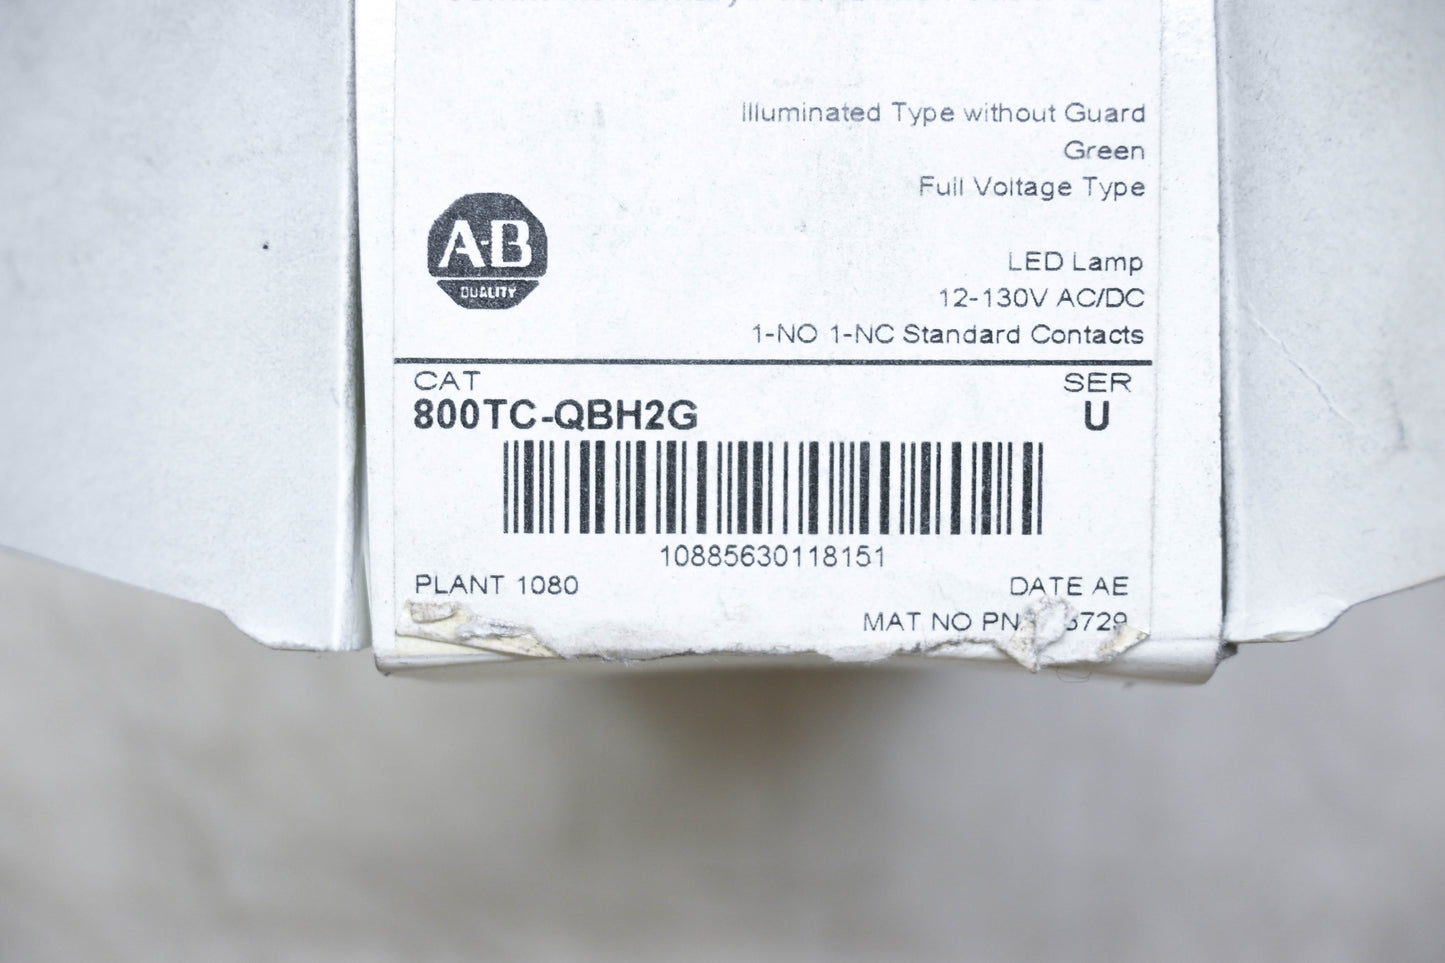 Illuminated Type without Guard
Green
Full Voltage Type
A-B
QUALITY
LED Lamp
12-130V AC/DC
1-NO 1-NC Standard Contacts
CAT
SER
800TC-QBH2G
U
10885630118151
PLANT 1080
DATE AE
MAT NO